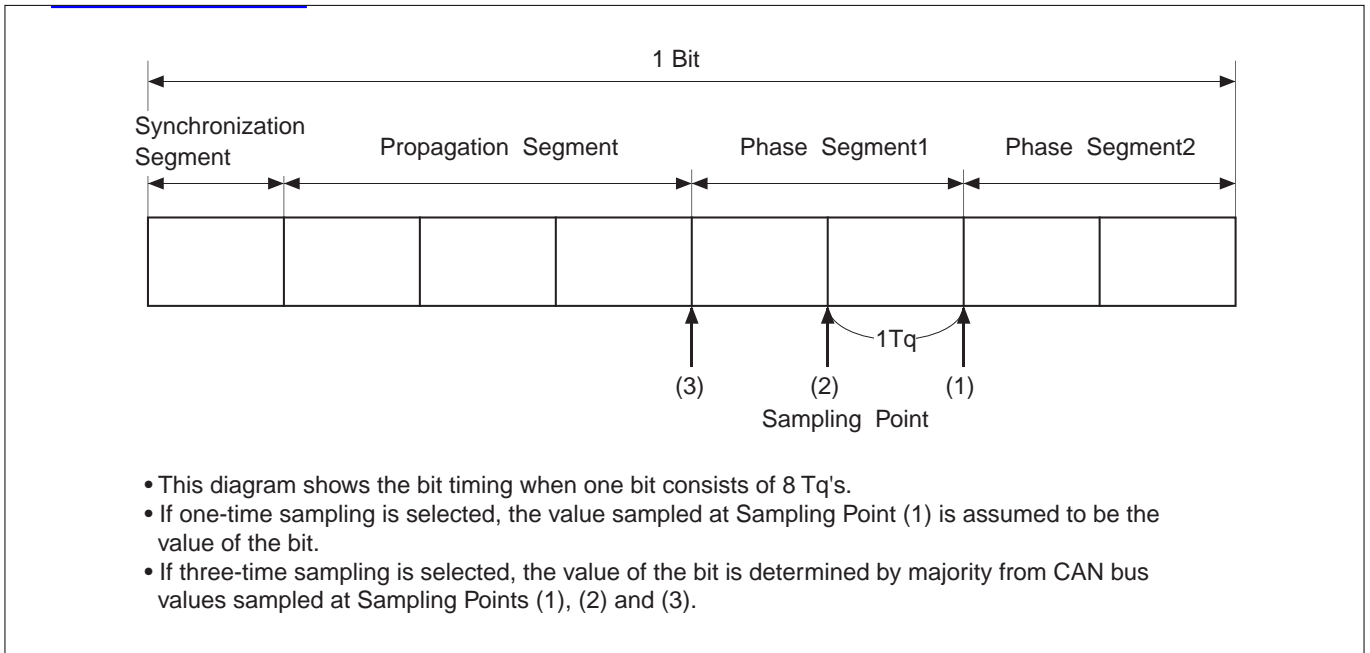 1 Bit
Synchronization
Segment
Propagation Segment
Phase Segment1
Phase Segment2
1Tq
(3)
(2)
(1)
Sampling Point
• This diagram shows the bit timing when one bit consists of 8 Tq's.
• If one-time sampling is selected, the value sampled at Sampling Point (1) is assumed to be the
value of the bit.
• If three-time sampling is selected, the value of the bit is determined by majority from CAN bus
values sampled at Sampling Points (1), (2) and (3).